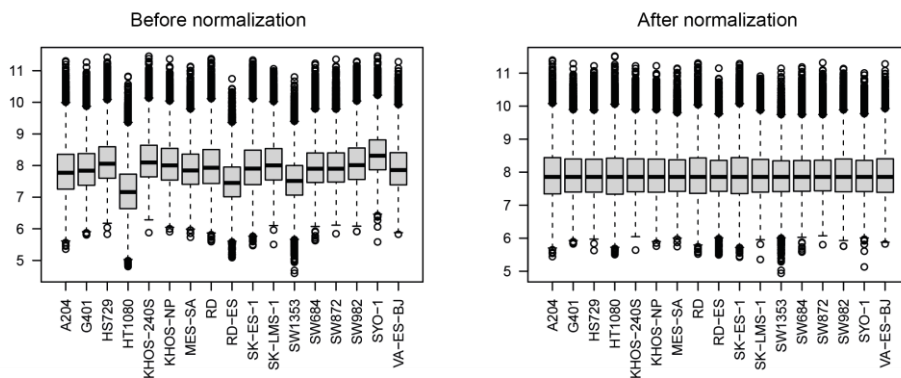 Before normalization
After normalization
11
10
9
8
7
6
5
A204
G401
HS729
HT1080
KHOS−240S
KHOS−NP
MES−SA
RD
RD−ES
SK−ES−1
SK−LMS−1
SW1353
SW684
SW872
SW982
SYO−1
VA−ES−BJ
11
10
9
8
7
6
5
A204
G401
HS729
HT1080
KHOS−240S
KHOS−NP
MES−SA
RD
RD−ES
SK−ES−1
SK−LMS−1
SW1353
SW684
SW872
SW982
SYO−1
VA−ES−BJ